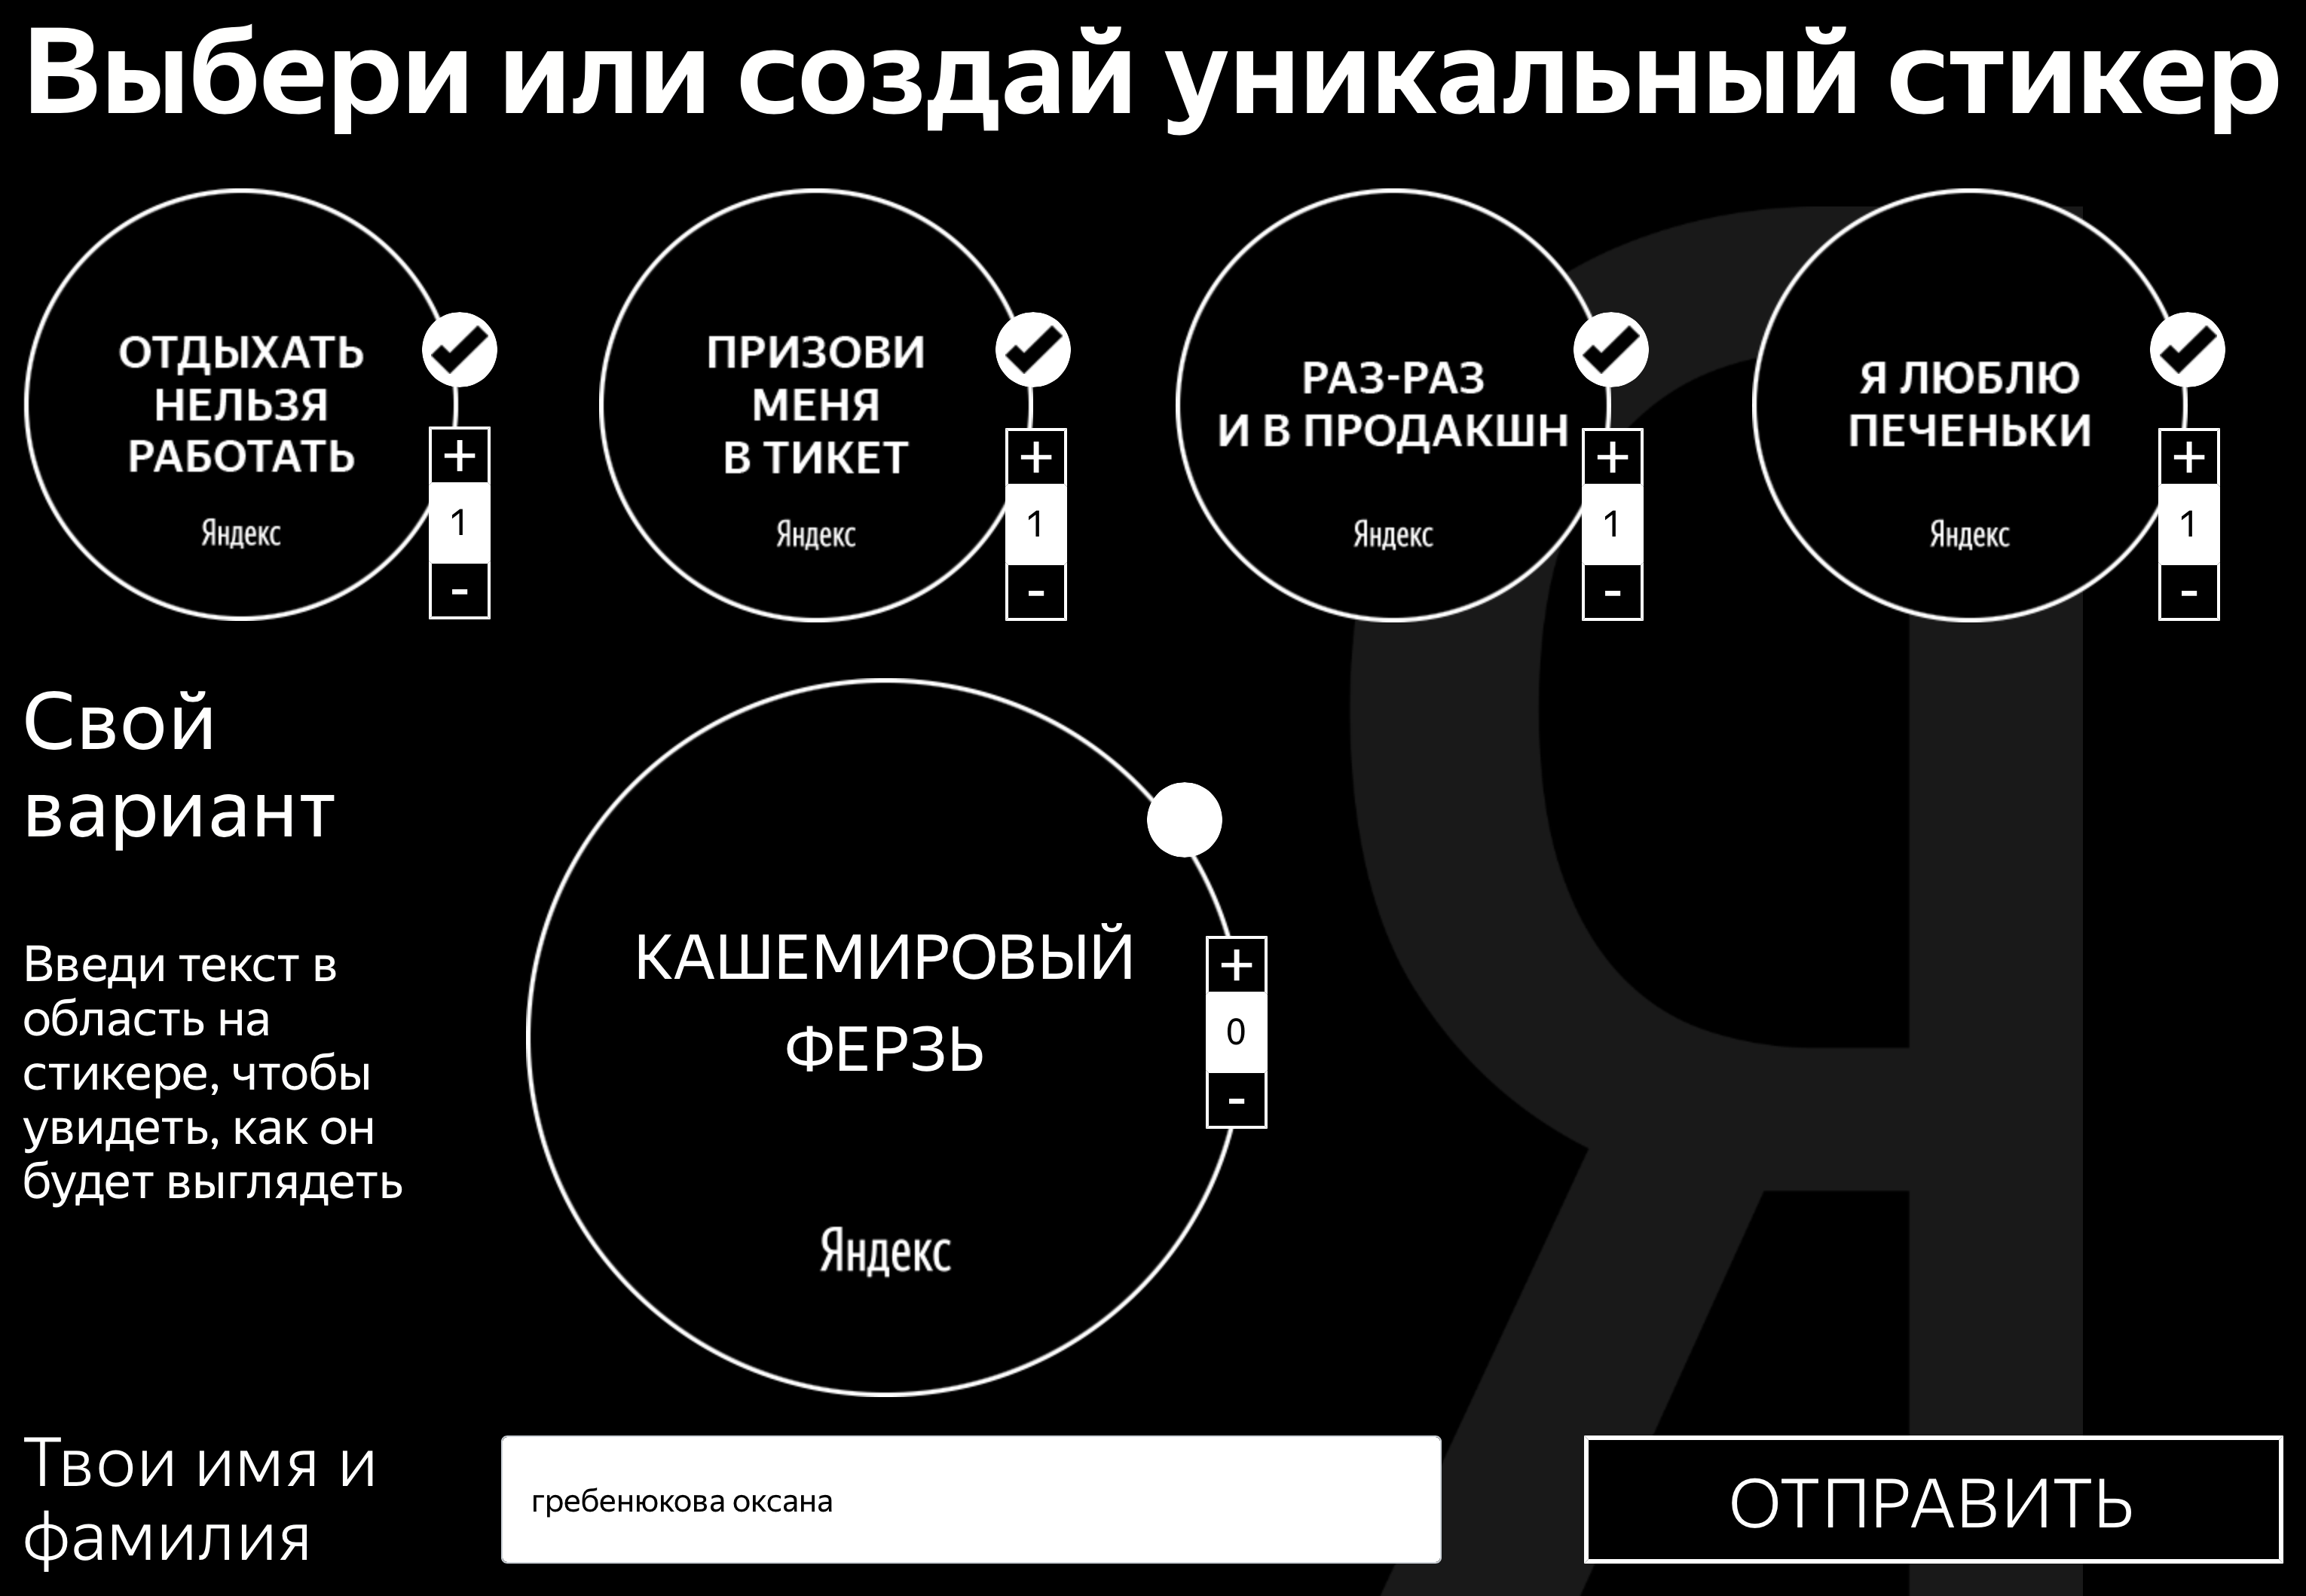 Выбери или создай уникальный стикер
ОТДЫХАТЬ
НЕЛЬЗЯ
РАБОТАТЬ
Яндекс
+
1
-
ПРИЗОВИ
МЕНЯ
В ТИКЕТ
Яндекс
+
1
-
РАЗ-РАЗ
И В ПРОДАКШН
Яндекс
+
1
-
Я ЛЮБЛЮ
ПЕЧЕНЬКИ
Яндекс
+
1
-
Свой
вариант
Введи текст в
область на
стикере, чтобы
увидеть, как он
будет выглядеть
КАШЕМИРОВЫЙ
ФЕРЗЬ
Яндекс
+
0
-
Я
Твои имя и
фамилия
гребенюкова оксана
ОТПРАВИТЬ